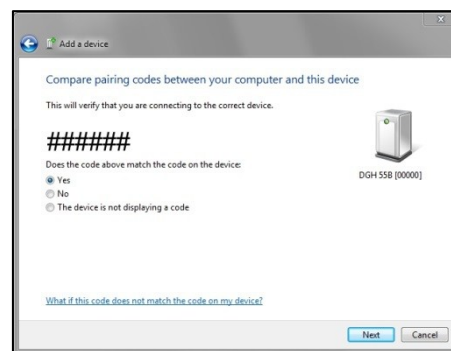 Add a device
Compare pairing codes between your computer and this device
This will verify that you are connecting to the correct device.
######
Does the code above match the code on the device:
Yes
No
The device is not displaying a code
DGH 55B [00000]
What if this code does not match the code on my device?
Next
Cancel